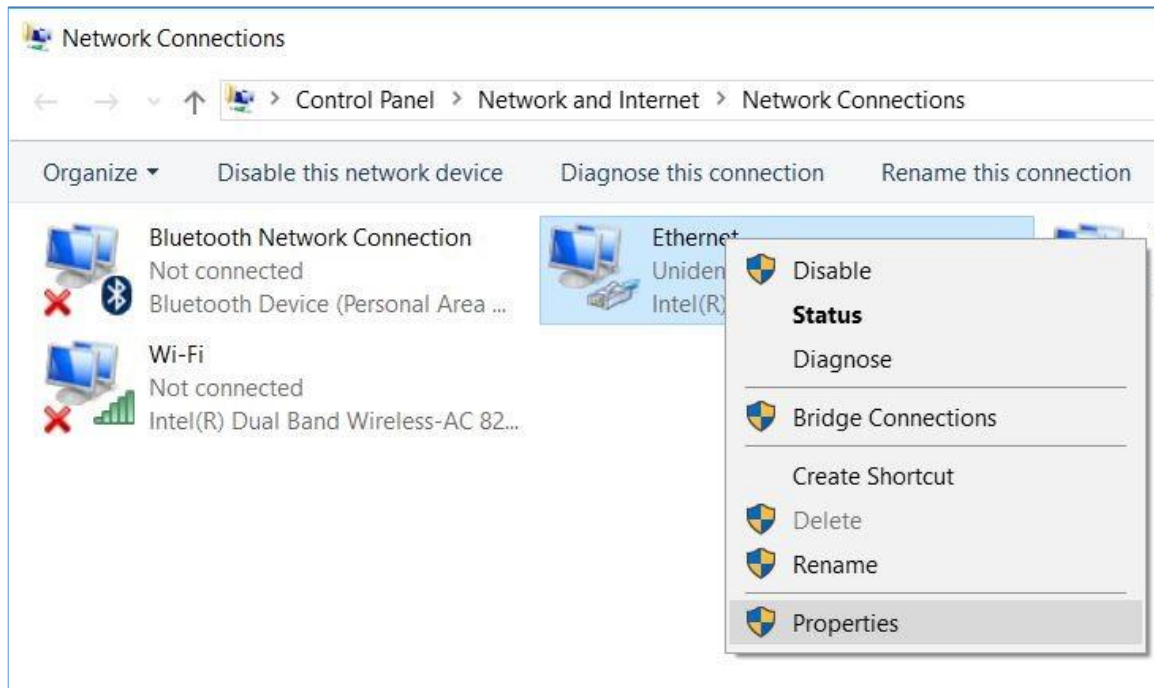 Network Connections
Control Panel > Network and Internet > Network Connections
Organize Disable this network device Diagnose this connection Rename this connection
Bluetooth Network Connection
Not connected
Bluetooth Device (Personal Area ...
Wi-Fi
Not connected
Intel(R) Dual Band Wireless-AC 82...
Ethernet
Intel(R)
Disable
Status
Diagnose
Bridge Connections
Create Shortcut
Delete
Rename
Properties